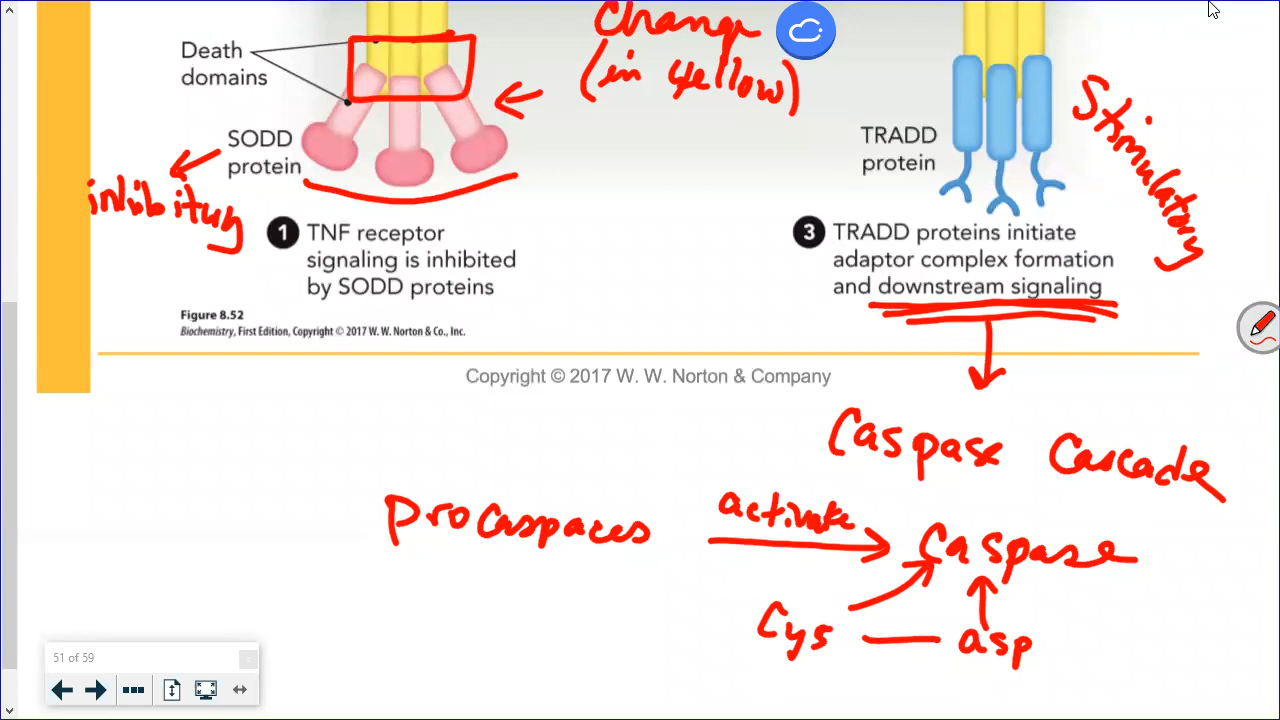 Change
(in yellow)
Death
domains
SODD
protein
inhibitury
TRADD
protein
Stimulatory
1 TNF receptor
signaling is inhibited
by SODD proteins
3 TRADD proteins initiate
adaptor complex formation
and downstream signaling
Figure 8.52
Biochemistry, First Edition, Copyright © 2017 W. W. Norton & Co., Inc.
Copyright © 2017 W. W. Norton & Company
Caspase Cascade
Procaspaces activate Caspase
Cys — asp
51 of 59